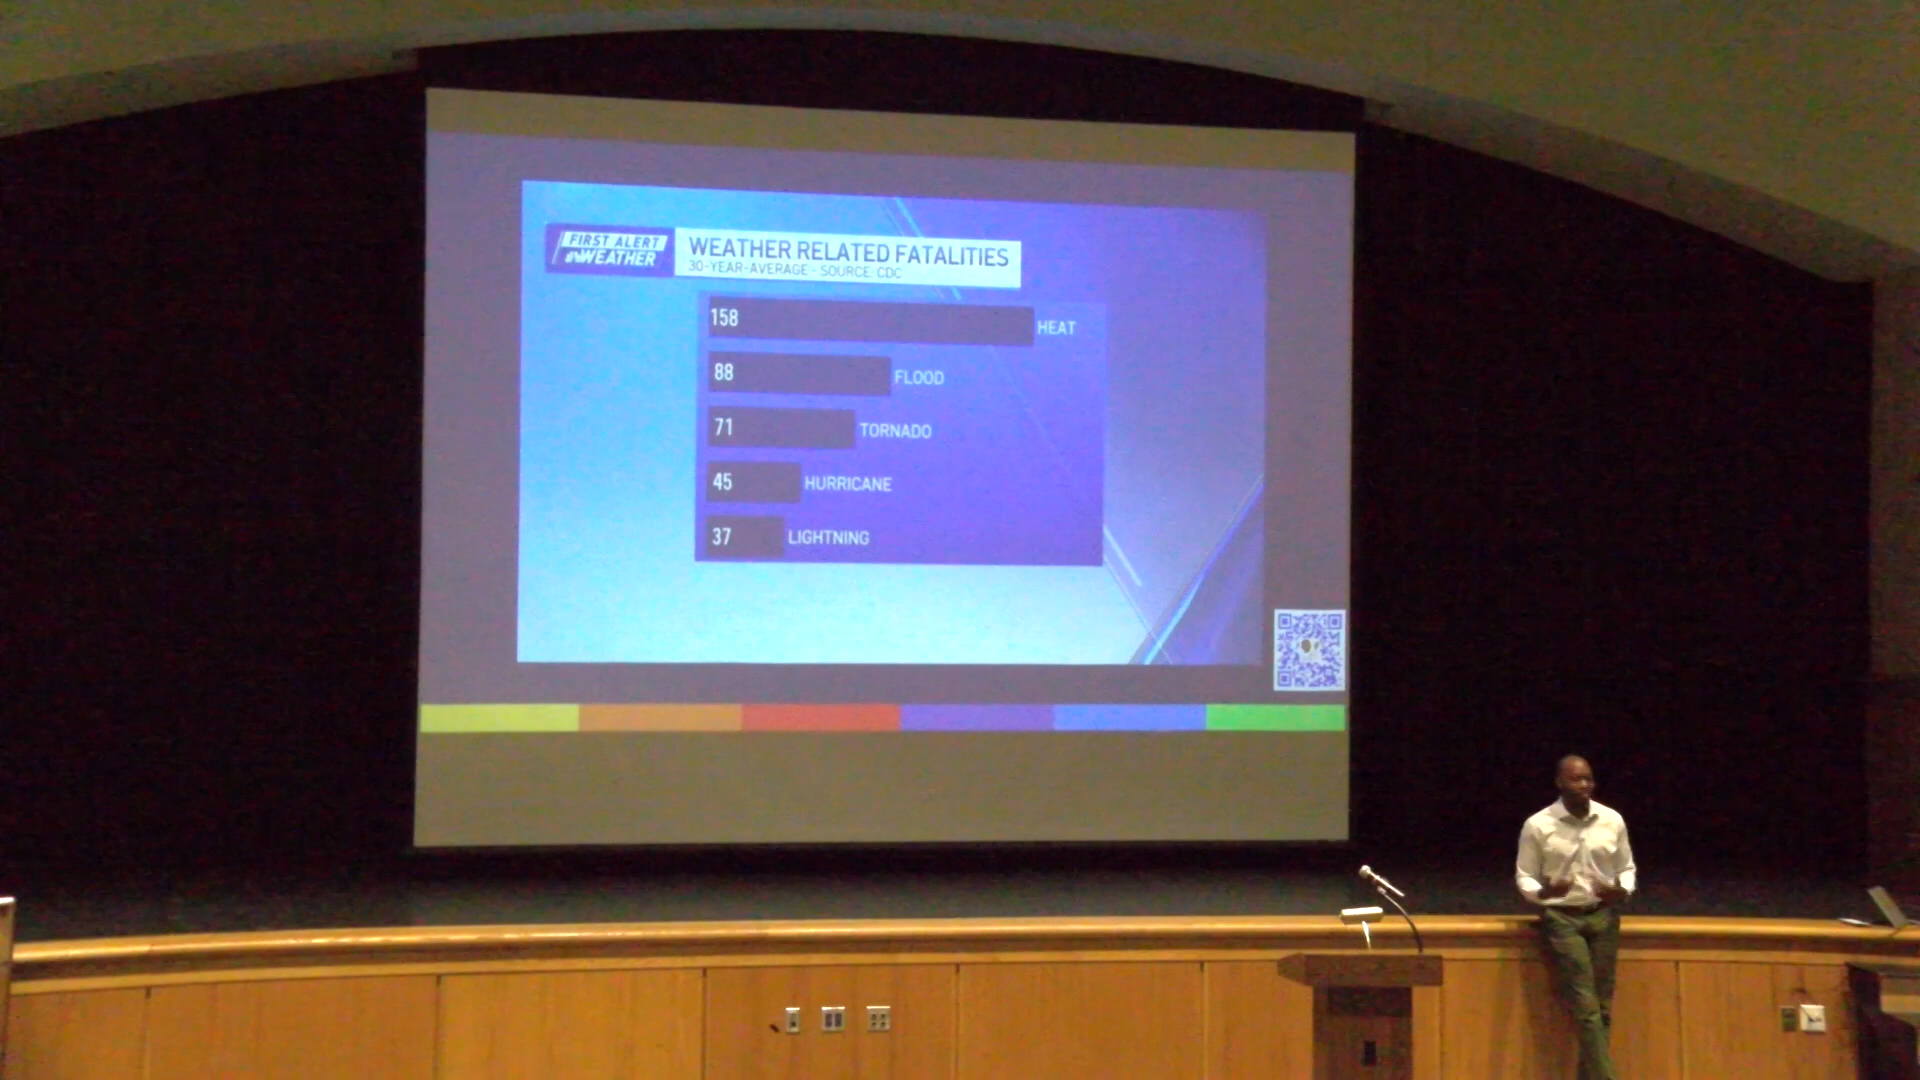 FIRST ALERT
WEATHER
WEATHER RELATED FATALITIES
30-YEAR-AVERAGE - SOURCE: CDC
158 HEAT
88 FLOOD
71 TORNADO
45 HURRICANE
37 LIGHTNING